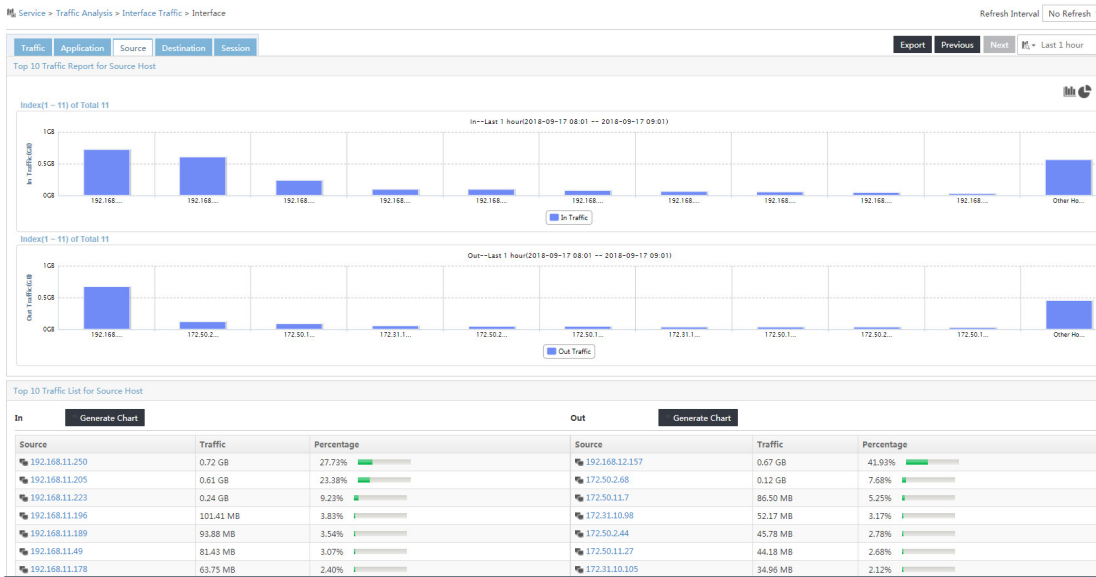 Service > Traffic Analysis > Interface Traffic > Interface
Refresh Interval No Refresh
Traffic Application Source Destination Session
Export Previous Next Last 1 hour
Top 10 Traffic Report for Source Host
Index(1 ~ 11) of Total 11
In--Last 1 hour(2018-09-17 08:01 -- 2018-09-17 09:01)
In Traffic(GB)
1GB
0.5GB
0GB
192.168.... 192.168.... 192.168.... 192.168.... 192.168.... 192.168.... 192.168.... 192.168.... 192.168.... 192.168.... Other Ho...
In Traffic
Index(1 ~ 11) of Total 11
Out--Last 1 hour(2018-09-17 08:01 -- 2018-09-17 09:01)
Out Traffic(GB)
1GB
0.5GB
0GB
192.168.... 172.50.2... 172.50.1... 172.31.1... 172.50.2... 172.50.1... 172.31.1... 172.50.1... 172.50.2... 172.50.1... Other Ho...
Out Traffic
Top 10 Traffic List for Source Host
In Generate Chart Out Generate Chart
Source Traffic Percentage Source Traffic Percentage
192.168.11.250 0.72 GB 27.73% 192.168.12.157 0.67 GB 41.93%
192.168.11.205 0.61 GB 23.38% 172.50.2.68 0.12 GB 7.68%
192.168.11.223 0.24 GB 9.23% 172.50.11.7 86.50 MB 5.25%
192.168.11.196 101.41 MB 3.83% 172.31.10.98 52.17 MB 3.17%
192.168.11.189 93.88 MB 3.54% 172.50.2.44 45.78 MB 2.78%
192.168.11.49 81.43 MB 3.07% 172.50.11.27 44.18 MB 2.68%
192.168.11.178 63.75 MB 2.40% 172.31.10.105 34.96 MB 2.12%